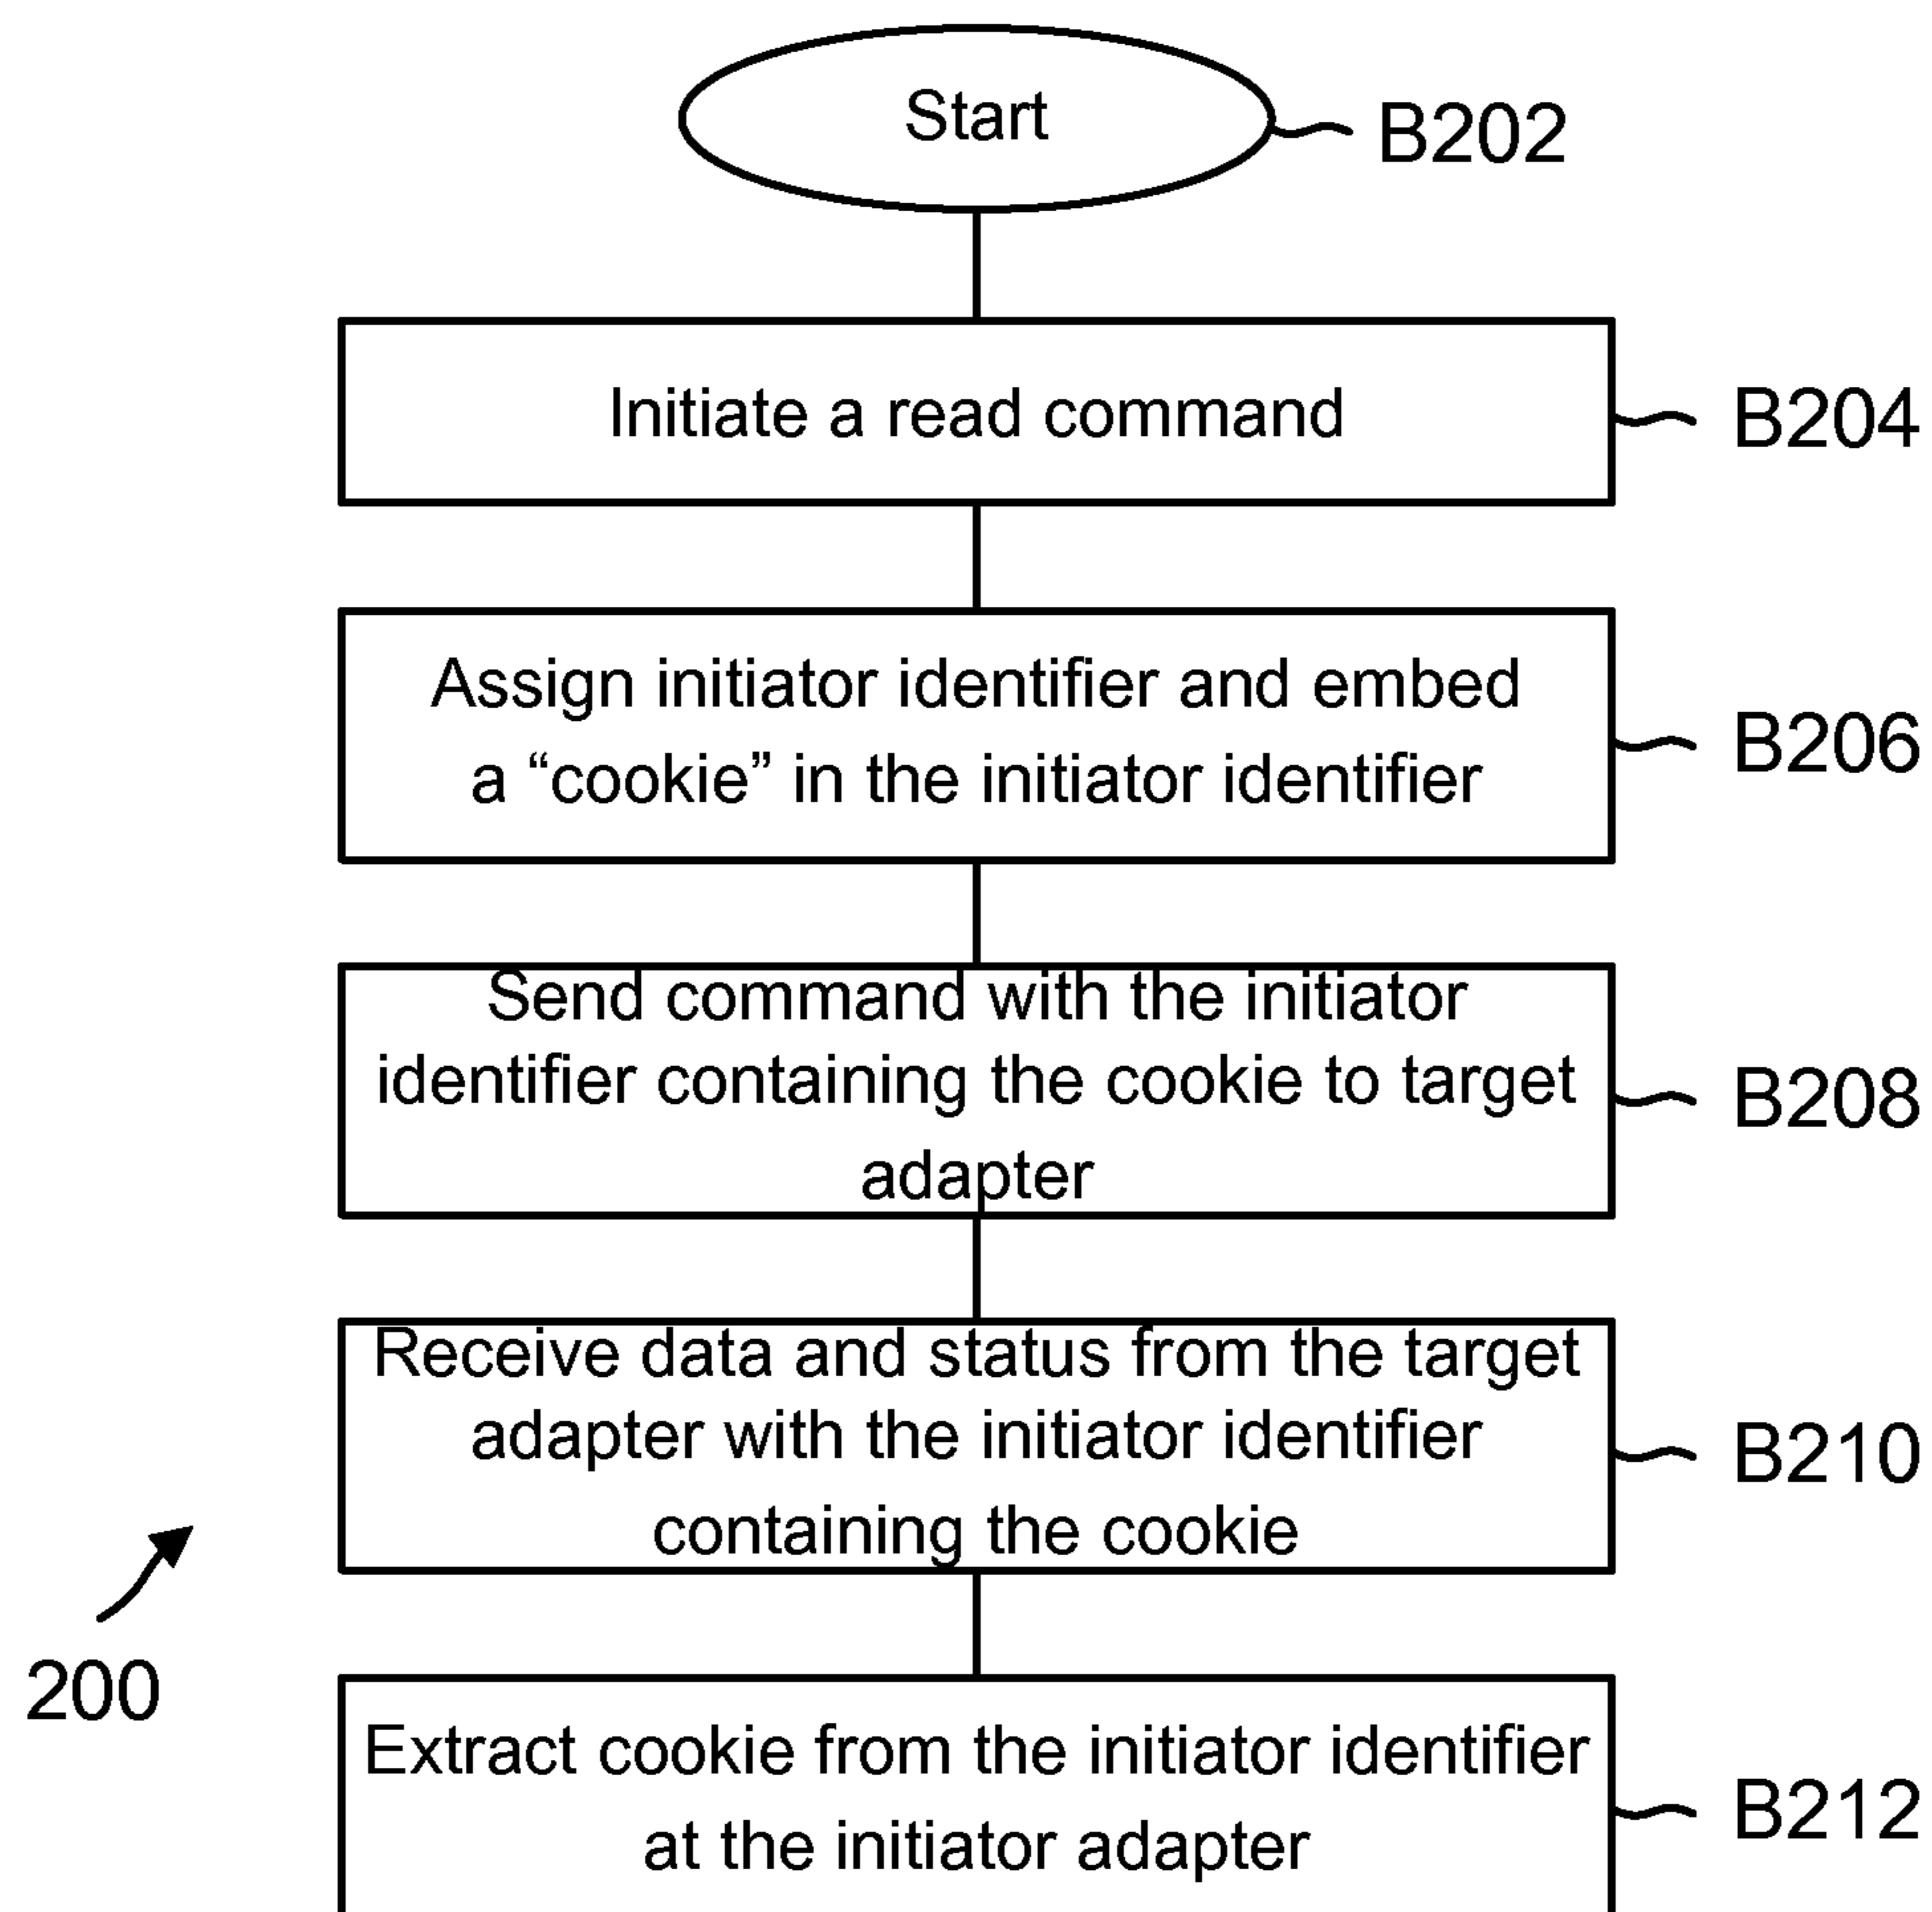 Start
B202
Initiate a read command
B204
Assign initiator identifier and embed
a “cookie” in the initiator identifier
B206
Send command with the initiator
identifier containing the cookie to target
adapter
B208
Receive data and status from the target
adapter with the initiator identifier
containing the cookie
B210
200
Extract cookie from the initiator identifier
at the initiator adapter
B212